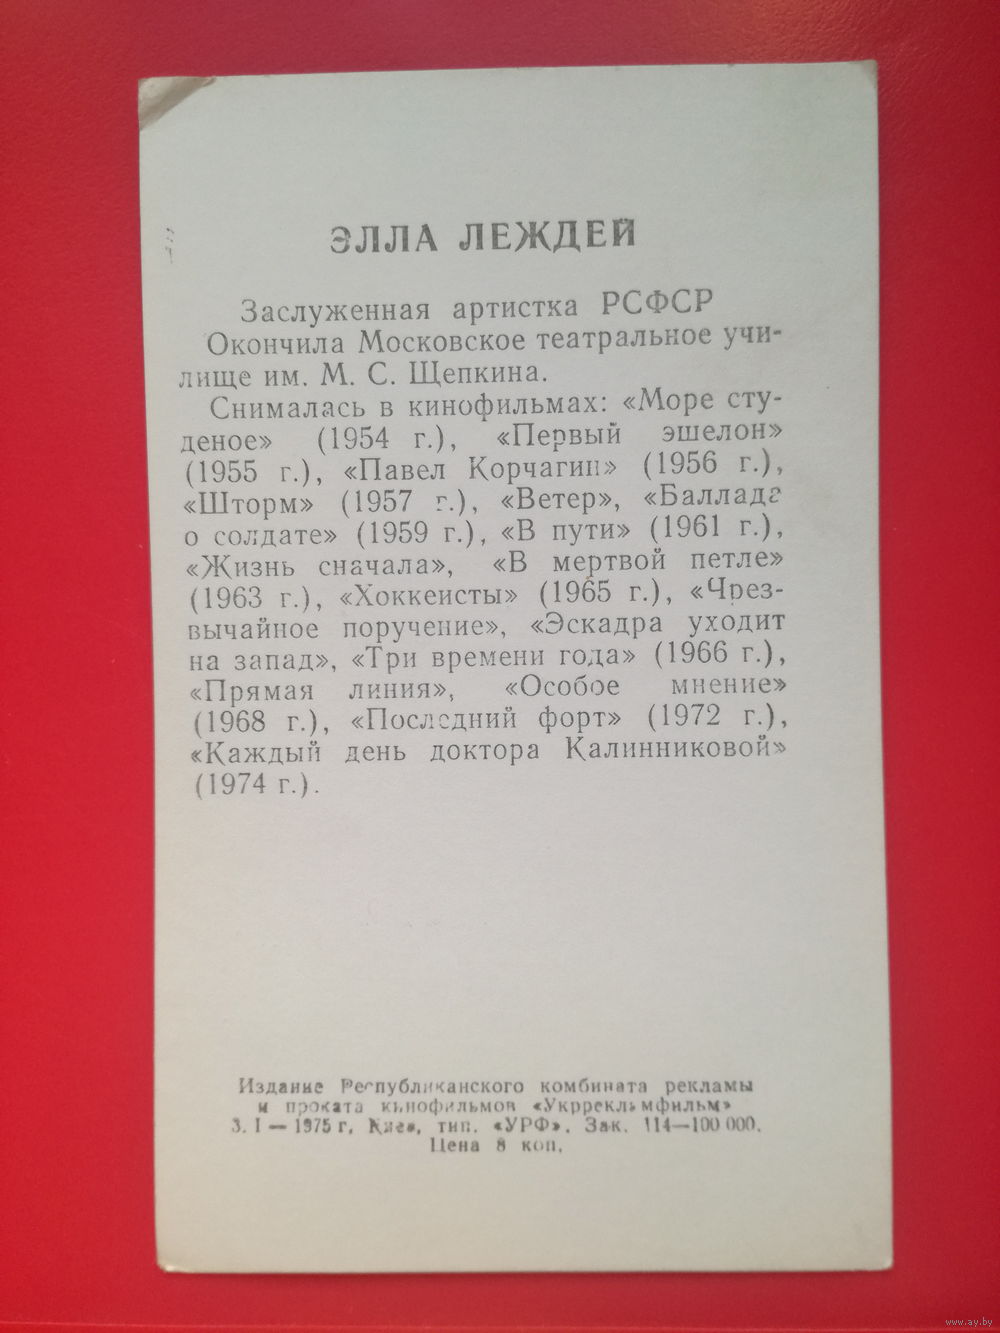 ЭЛЛА ЛЕЖДЕЙ
Заслуженная артистка РСФСР
Окончила Московское театральное учи-
лище им. М. С. Щепкина.
Снималась в кинофильмах: «Море сту-
деное» (1954 г.), «Первый эшелон»
(1955 г.), «Павел Корчагин» (1956 г.),
«Шторм» (1957 г.), «Ветер», «Баллада
о солдате» (1959 г.), «В пути» (1961 г.),
«Жизнь сначала», «В мертвой петле»
(1963 г.), «Хоккеисты» (1965 г.), «Чрез-
вычайное поручение», «Эскадра уходит
на запад», «Три времени года» (1966 г.),
«Прямая линия», «Особое мнение»
(1968 г.), «Последний форт» (1972 г.),
«Каждый день доктора Калинниковой»
(1974 г.).
Издание Республиканского комбината рекламы
и проката кинофильмов «Укррекламфильм»
3. I — 1975 г. Киев, тип. «УРФ». Зак. 114—100 000.
Цена 8 коп.
www.ay.by